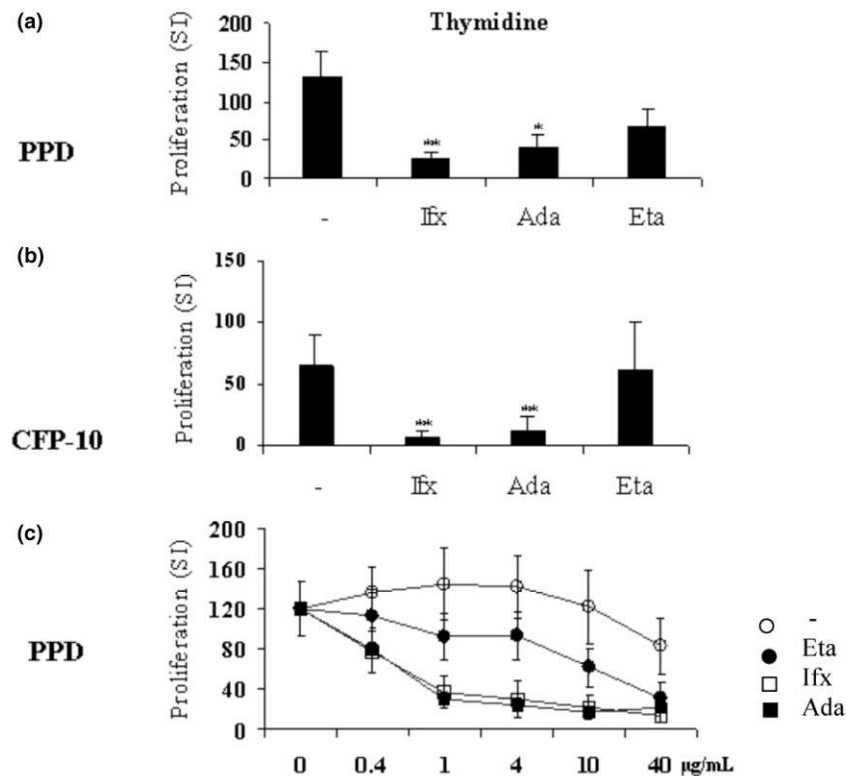 (a)
Thymidine
Proliferation (SI)
200
150
100
50
0
PPD
** *
- Ifx Ada Eta
(b)
Proliferation (SI)
150
100
50
0
CFP-10
** **
- Ifx Ada Eta
(c)
Proliferation (SI)
200
160
120
80
40
0
PPD
0 0.4 1 4 10 40 µg/mL
-
Eta
Ifx
Ada